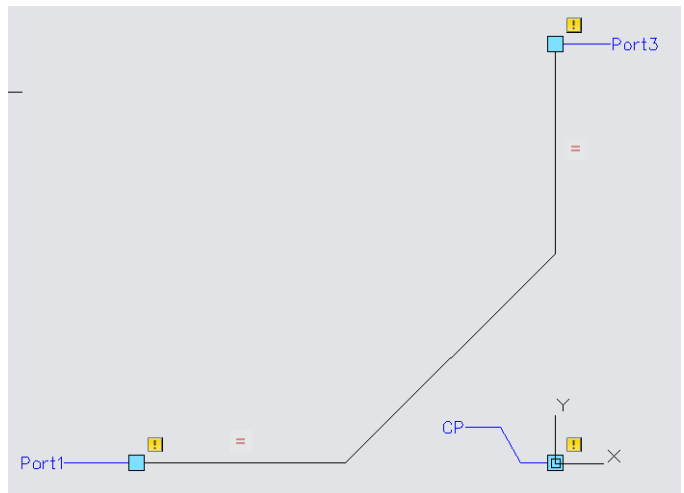 ! Port3
=
Y
CP !
X
! =
Port1